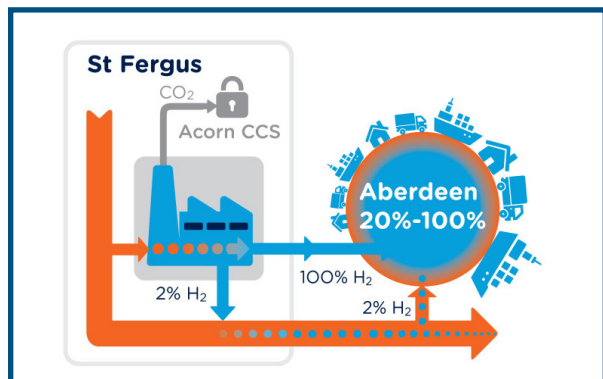 St Fergus
CO₂
Acorn CCS
Aberdeen
20%-100%
100% H₂
2% H₂
2% H₂